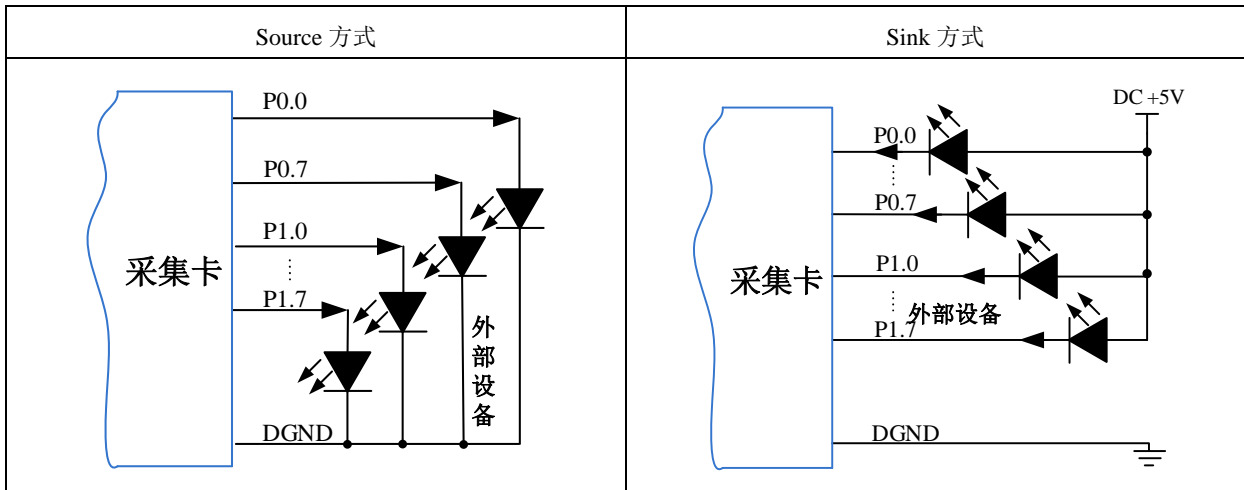 Source 方式
Sink 方式
P0.0
P0.7
P1.0
P1.7
采集卡
外部设备
DGND
DC +5V
P0.0
P0.7
P1.0
采集卡
外部设备
P1.7
DGND